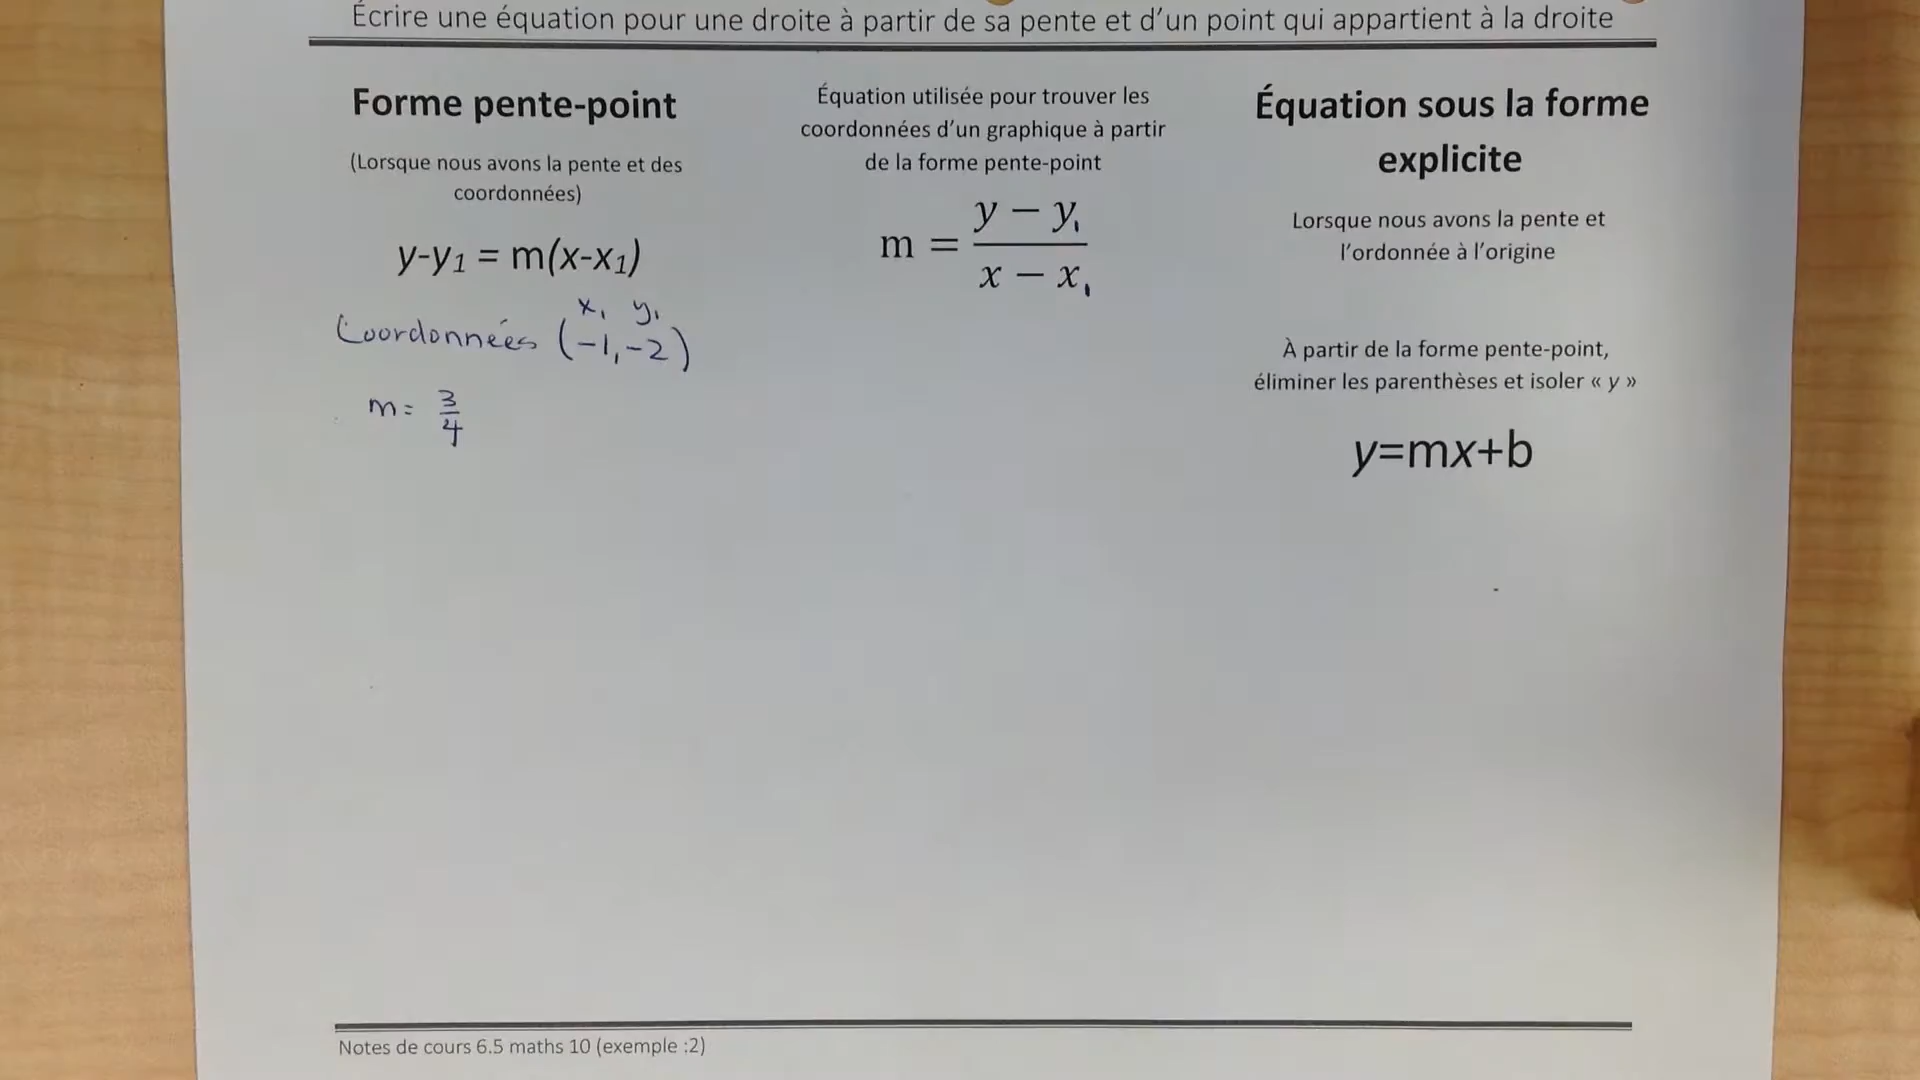 Écrire une équation pour une droite à partir de sa pente et d’un point qui appartient à la droite
Forme pente-point
(Lorsque nous avons la pente et des
coordonnées)
y-y₁ = m(x-x₁)
x₁ y₁
Coordonnées (-1,-2)
m = 3/4
Équation utilisée pour trouver les
coordonnées d’un graphique à partir
de la forme pente-point
m = (y − y₁)/(x − x₁)
Équation sous la forme
explicite
Lorsque nous avons la pente et
l’ordonnée à l’origine
À partir de la forme pente-point,
éliminer les parenthèses et isoler « y »
y=mx+b
Notes de cours 6.5 maths 10 (exemple :2)